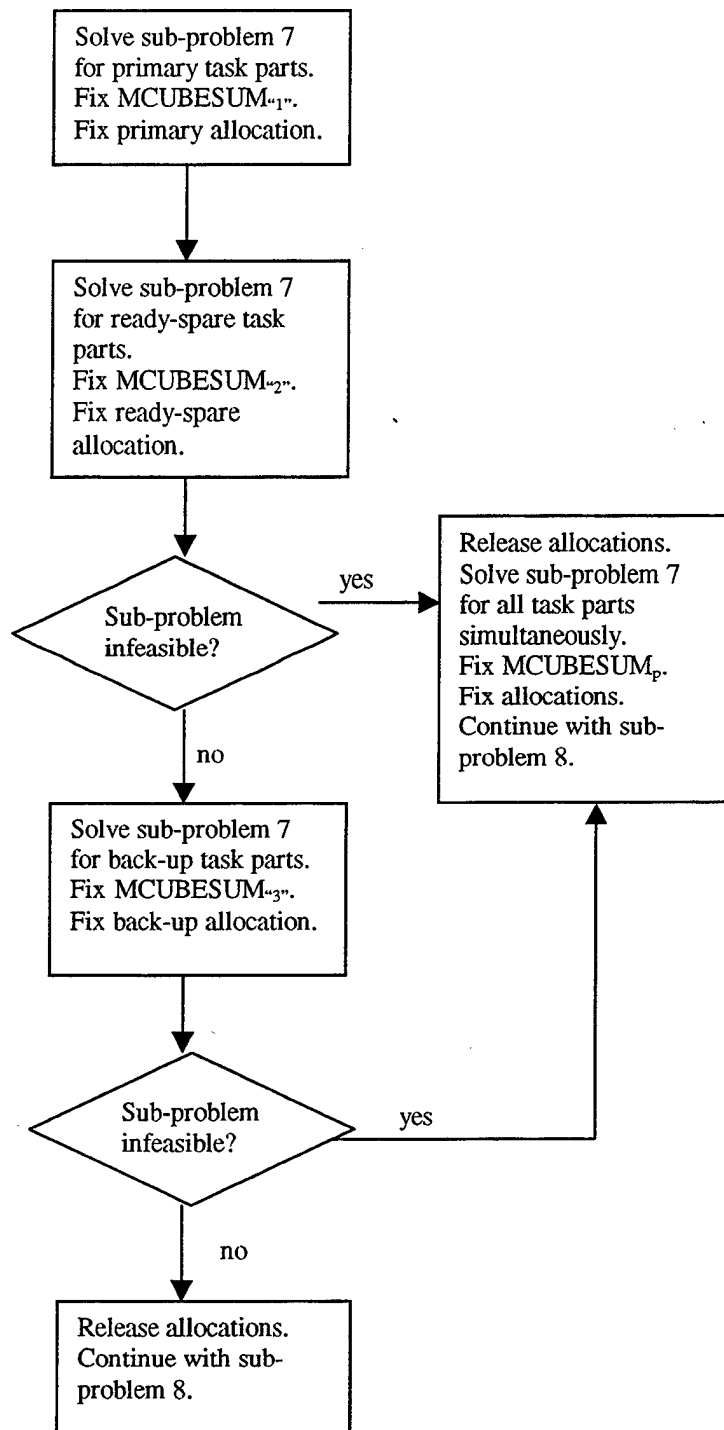 Solve sub-problem 7
for primary task parts.
Fix MCUBESUM“1”.
Fix primary allocation.
Solve sub-problem 7
for ready-spare task
parts.
Fix MCUBESUM“2”.
Fix ready-spare
allocation.
Sub-problem
infeasible?
yes
Release allocations.
Solve sub-problem 7
for all task parts
simultaneously.
Fix MCUBESUMp.
Fix allocations.
Continue with sub-
problem 8.
no
Solve sub-problem 7
for back-up task parts.
Fix MCUBESUM“3”.
Fix back-up allocation.
Sub-problem
infeasible?
yes
no
Release allocations.
Continue with sub-
problem 8.